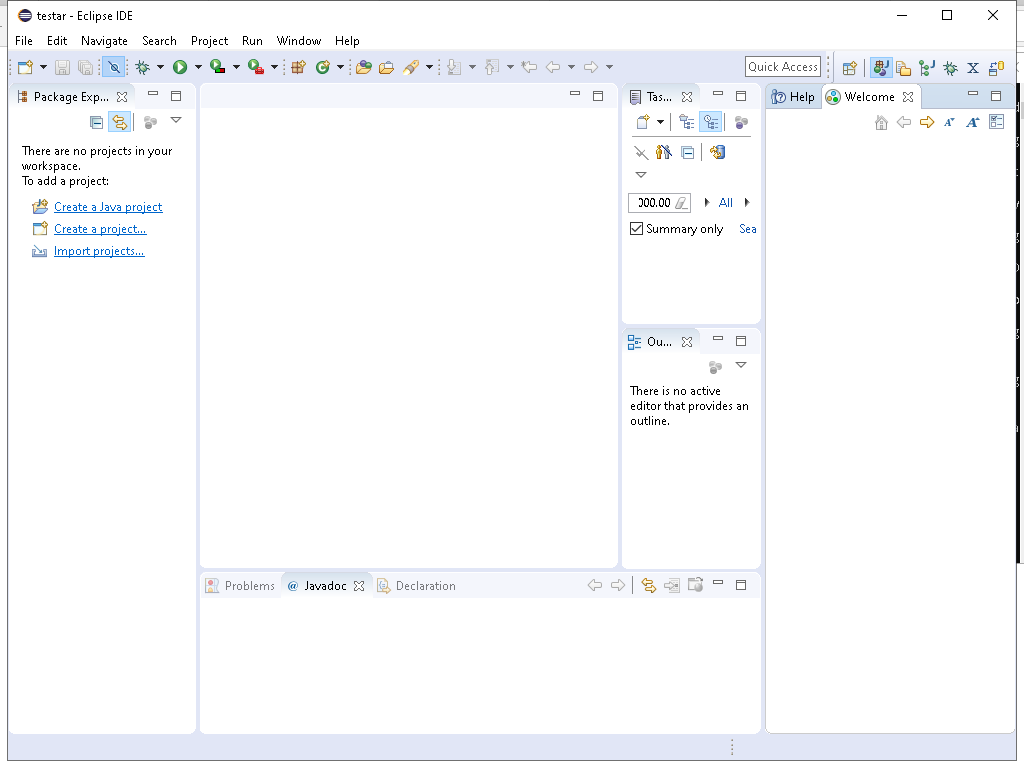 testar - Eclipse IDE
File Edit Navigate Search Project Run Window Help
Quick Access
Package Exp...
There are no projects in your
workspace.
To add a project:
Create a Java project
Create a project...
Import projects...
Tas...
000.00 All
Summary only Sea
Ou...
There is no active
editor that provides an
outline.
Help Welcome
Problems @ Javadoc Declaration